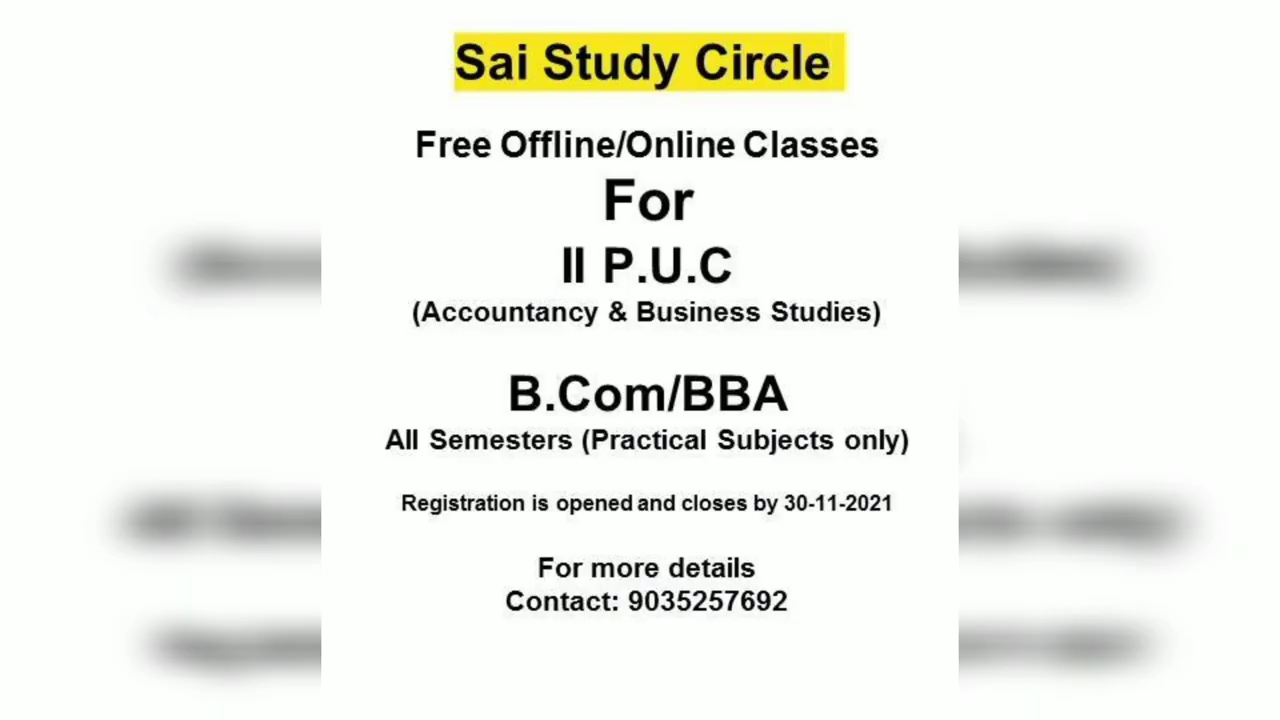 Sai Study Circle
Free Offline/Online Classes
For
II P.U.C
(Accountancy & Business Studies)
B.Com/BBA
All Semesters (Practical Subjects only)
Registration is opened and closes by 30-11-2021
For more details
Contact: 9035257692